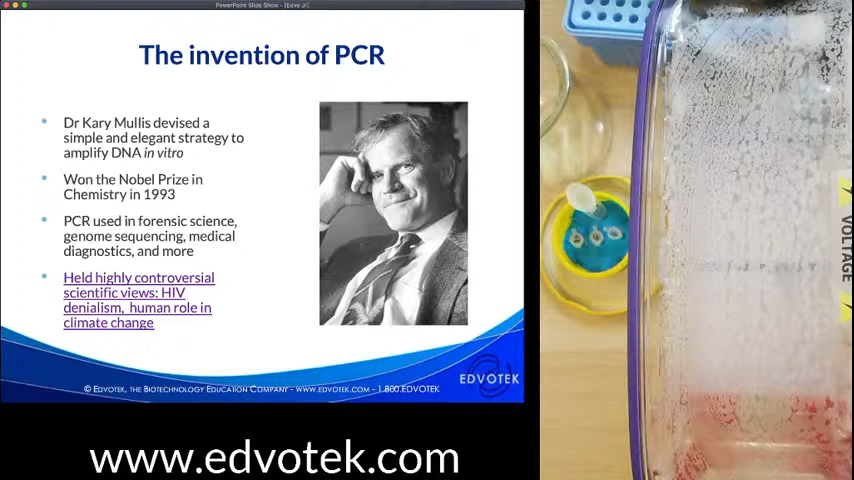 PowerPoint Slide Show - [Edvo
The invention of PCR
Dr Kary Mullis devised a
simple and elegant strategy to
amplify DNA in vitro
Won the Nobel Prize in
Chemistry in 1993
PCR used in forensic science,
genome sequencing, medical
diagnostics, and more
Held highly controversial
scientific views: HIV
denialism, human role in
climate change
© Edvotek, the Biotechnology Education Company - www.edvotek.com - 1.800.EDVOTEK
EDVOTEK
www.edvotek.com
VOLTAGE